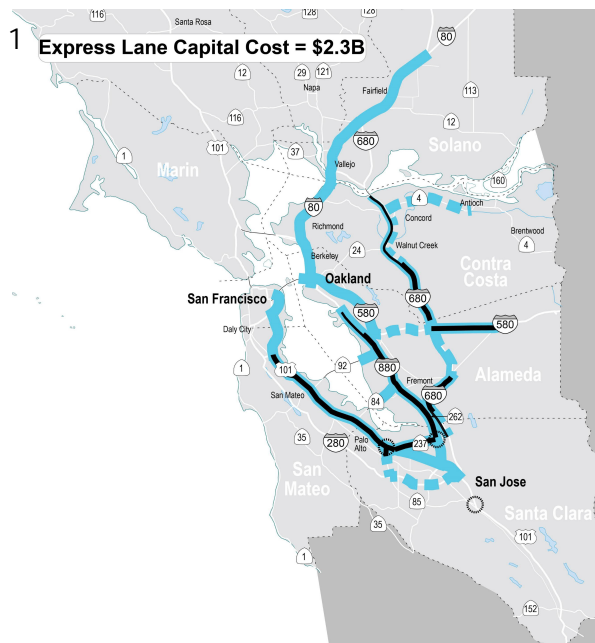 1
Express Lane Capital Cost = $2.3B
116
128
128
Santa Rosa
80
12
29
121
Napa
Fairfield
113
116
12
101
37
680
Solano
1
Marin
Vallejo
160
80
4
Antioch
Concord
Richmond
Brentwood
24
Walnut Creek
4
Berkeley
Contra
Costa
Oakland
San Francisco
680
580
580
Daly City
92
880
1
101
Fremont
Alameda
San Mateo
84
680
262
35
280
Palo
Alto
237
San
Mateo
San Jose
85
Santa Clara
35
101
1
152